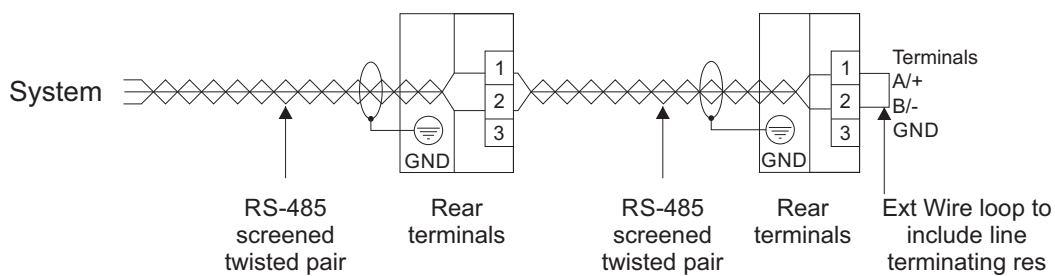 System
1
2
3
GND
1
2
3
GND
Terminals
A/+
B/-
GND
RS-485
screened
twisted pair
Rear
terminals
RS-485
screened
twisted pair
Rear
terminals
Ext Wire loop to
include line
terminating res